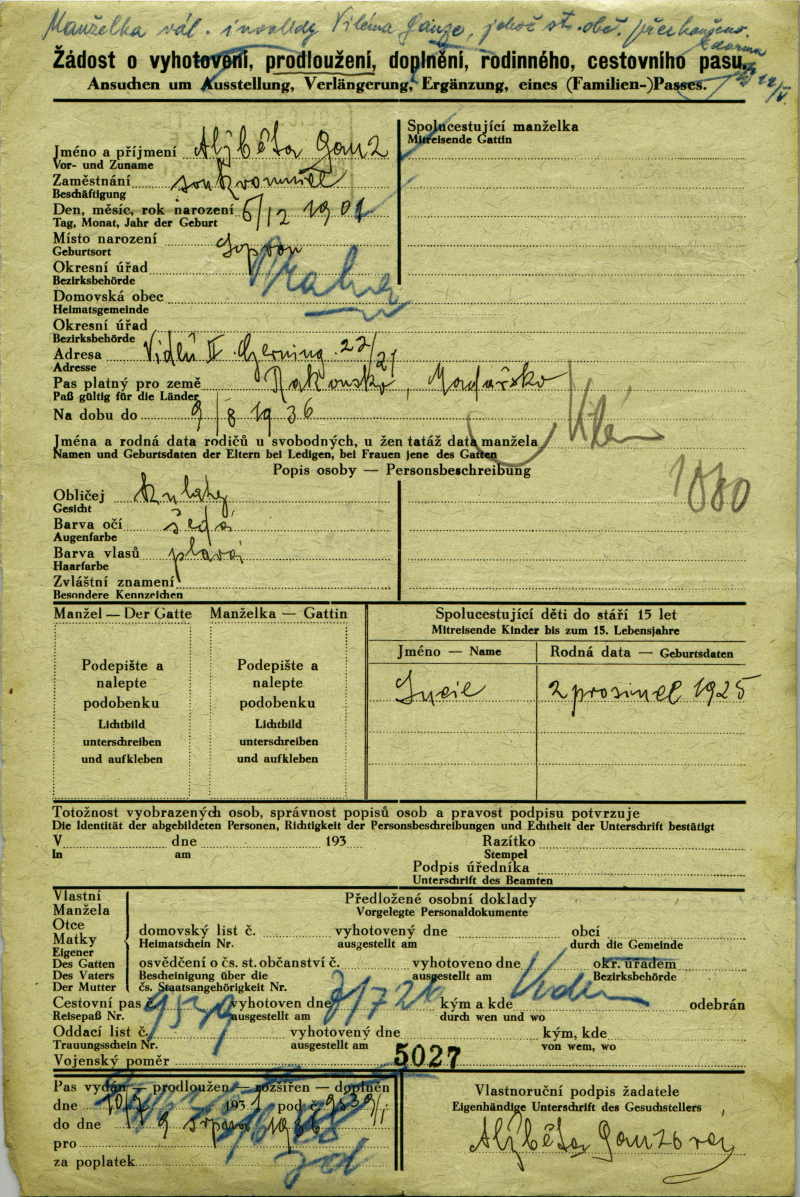 Manželka vál. invalidy Viléma Ganze, jehož st. obč. přezkoušeno.
zdarma
Žádost o vyhotovení, prodloužení, doplnění, rodinného, cestovního pasu.
Ansuchen um Ausstellung, Verlängerung, Ergänzung, eines (Familien-)Passes.
Jméno a příjmení Alžběta Ganz
Vor- und Zuname
Spolucestující manželka
Mitreisende Gattin
Zaměstnání
Beschäftigung
Den, měsíc, rok narození 6/12 1901
Tag, Monat, Jahr der Geburt
Místo narození Sopron
Geburtsort
Okresní úřad Praha
Bezirksbehörde
Domovská obec
Heimatsgemeinde
Okresní úřad
Bezirksbehörde
Adresa Vídeň II 22/21
Adresse
Pas platný pro země Rakousko, Maďarsko
Paß gültig für die Länder
Na dobu do 9/8 1936
Jména a rodná data rodičů u svobodných, u žen tatáž data manžela
Namen und Geburtsdaten der Eltern bei Ledigen, bei Frauen jene des Gatten
Popis osoby — Personsbeschreibung
Obličej kulatý
Gesicht
Barva očí šedá
Augenfarbe
Barva vlasů plavá
Haarfarbe
Zvláštní znamení
Besondere Kennzeichen
Manžel — Der Gatte Manželka — Gattin
Podepište a
nalepte
podobenku
Lichtbild
unterschreiben
und aufkleben
Podepište a
nalepte
podobenku
Lichtbild
unterschreiben
und aufkleben
Spolucestující děti do stáří 15 let
Mitreisende Kinder bis zum 15. Lebensjahre
Jméno — Name Rodná data — Geburtsdaten
2 prosince 1925
Totožnost vyobrazených osob, správnost popisů osob a pravost podpisu potvrzuje
Die Identität der abgebildeten Personen, Richtigkeit der Personsbeschreibungen und Echtheit der Unterschrift bestätigt
V dne 193 Razítko
In am Stempel
Podpis úředníka
Unterschrift des Beamten
Vlastní
Manžela
Otce
Matky
Eigener
Des Gatten
Des Vaters
Der Mutter
Předložené osobní doklady
Vorgelegte Personaldokumente
domovský list č. vyhotovený dne obcí
Heimatschein Nr. ausgestellt am durch die Gemeinde
osvědčení o čs. st. občanství č. vyhotoveno dne okr. úřadem
Bescheinigung über die ausgestellt am Bezirksbehörde
čs. Staatsangehörigkeit Nr.
Cestovní pas č. vyhotoven dne kým a kde odebrán
Reisepaß Nr. ausgestellt am durch wen und wo
Oddací list č. vyhotovený dne kým, kde
Trauungsschein Nr. ausgestellt am von wem, wo
Vojenský poměr 5027
Pas vydán — prodloužen — rozšířen — doplněn
dne 193 1 pod č.
do dne 9 srpna
pro
za poplatek
Vlastnoruční podpis žadatele
Eigenhändige Unterschrift des Gesuchstellers
Alžběta Ganzová